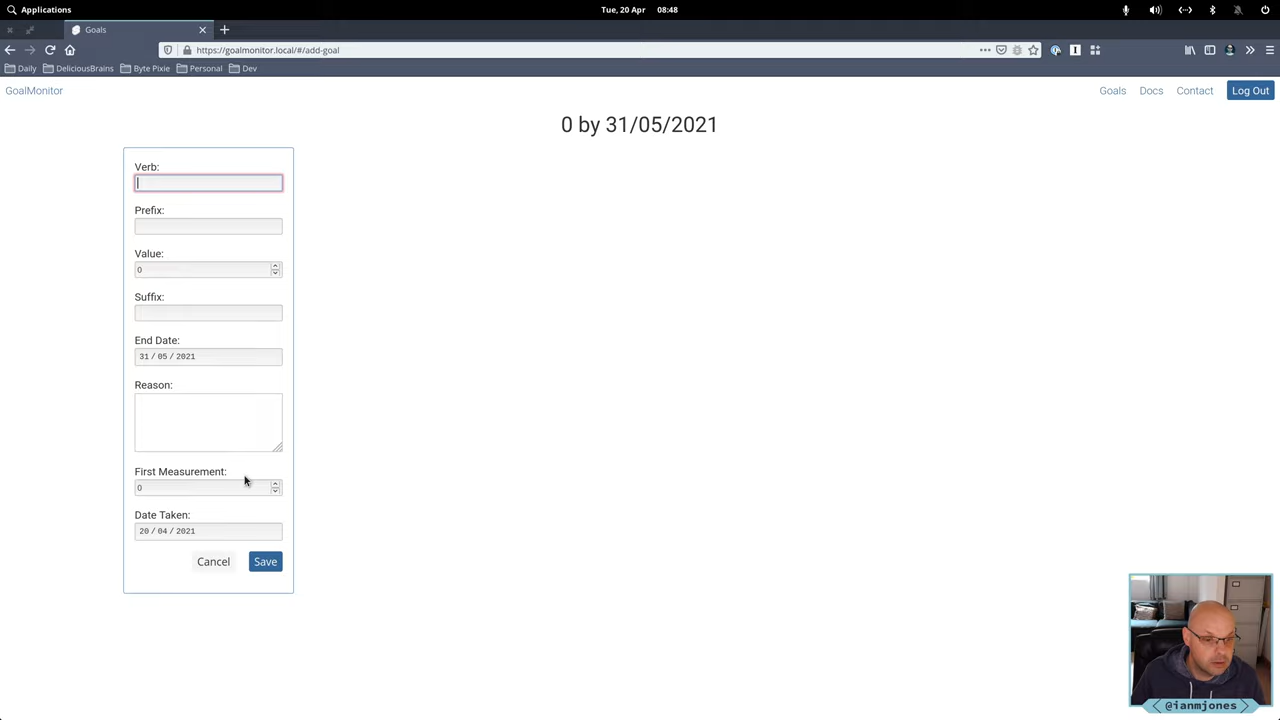 Applications
Tue, 20 Apr 08:48
Goals
https://goalmonitor.local/#/add-goal
Daily
DeliciousBrains
Byte Pixie
Personal
Dev
GoalMonitor
Goals
Docs
Contact
Log Out
0 by 31/05/2021
Verb:
Prefix:
Value:
0
Suffix:
End Date:
31 / 05 / 2021
Reason:
First Measurement:
0
Date Taken:
20 / 04 / 2021
Cancel
Save
@ianmjones